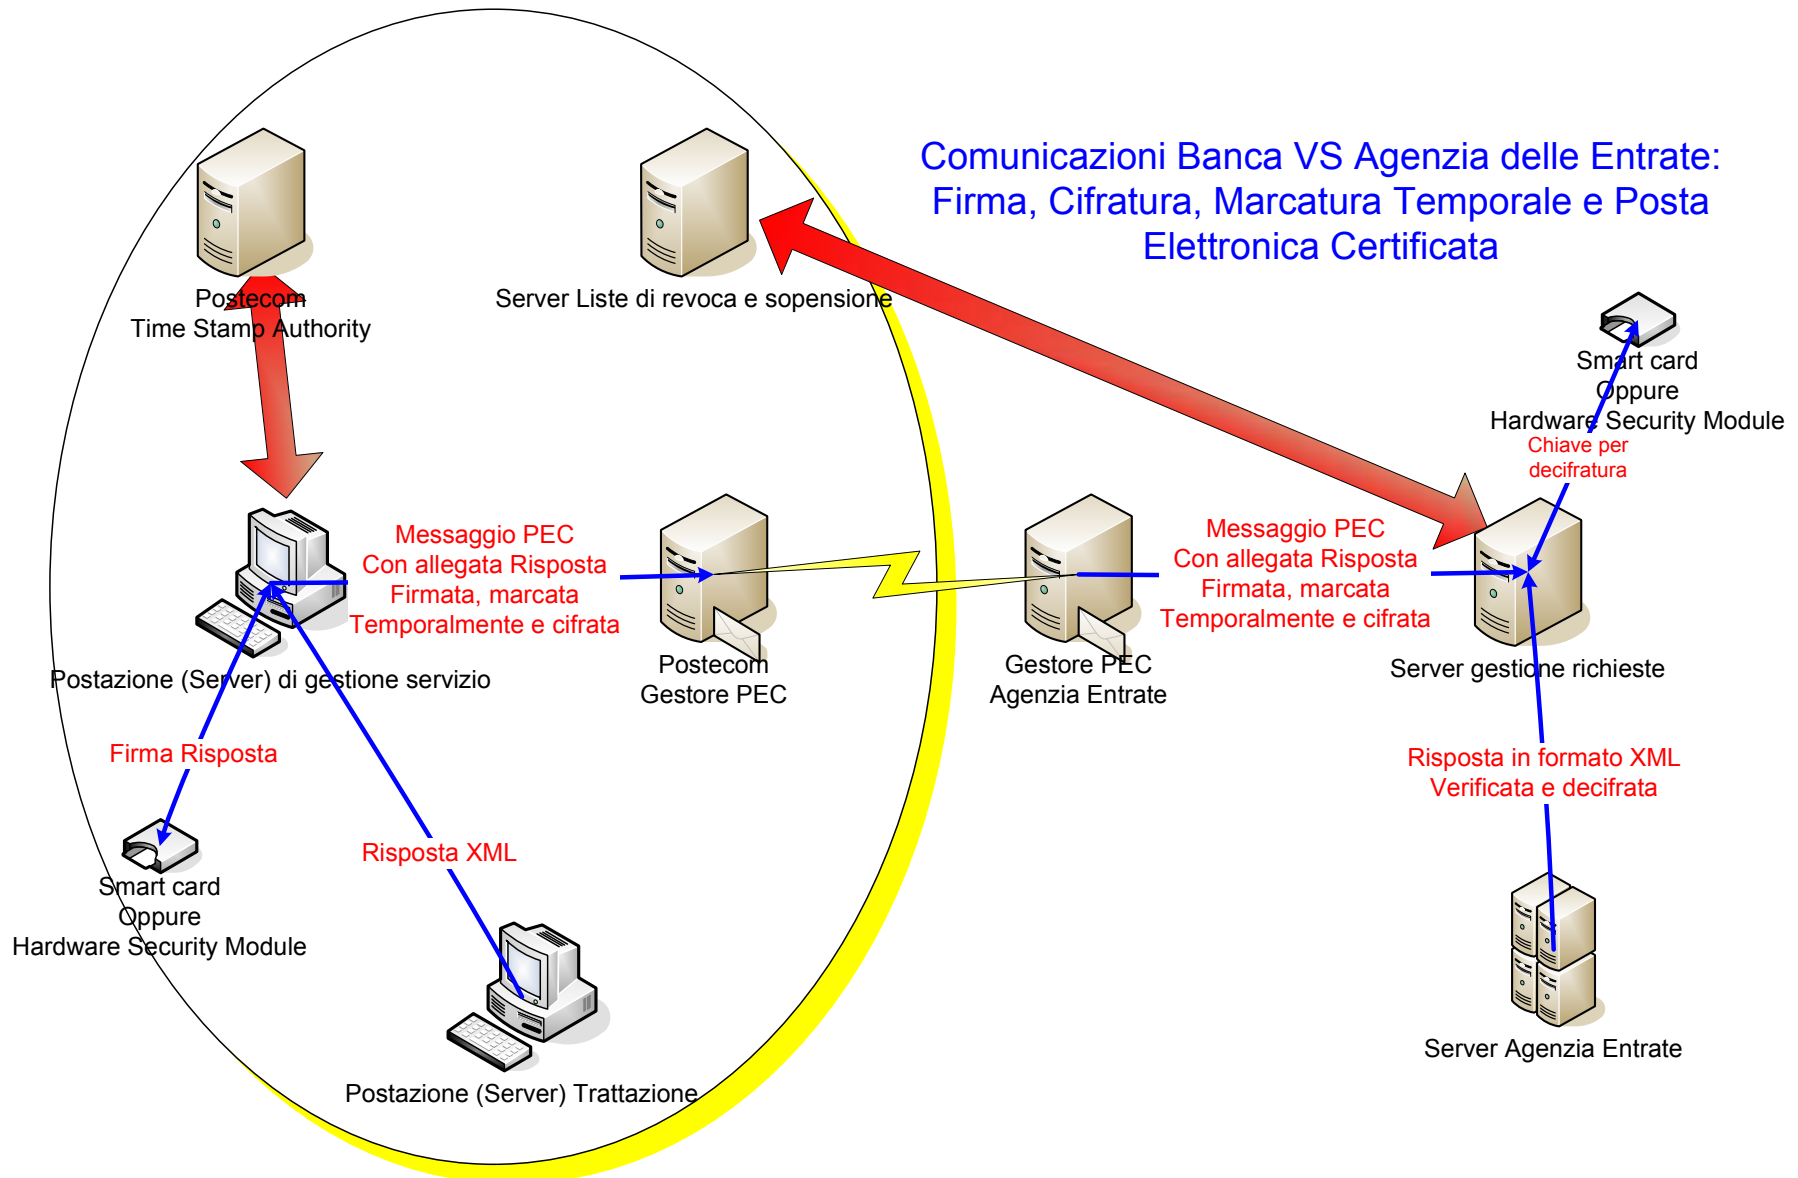 Comunicazioni Banca VS Agenzia delle Entrate:
Firma, Cifratura, Marcatura Temporale e Posta
Elettronica Certificata
Postecom
Time Stamp Authority
Server Liste di revoca e sopensione
Smart card
Oppure
Hardware Security Module
Chiave per
decifratura
Messaggio PEC
Con allegata Risposta
Firmata, marcata
Temporalmente e cifrata
Messaggio PEC
Con allegata Risposta
Firmata, marcata
Temporalmente e cifrata
Postazione (Server) di gestione servizio
Postecom
Gestore PEC
Gestore PEC
Agenzia Entrate
Server gestione richieste
Firma Risposta
Risposta in formato XML
Verificata e decifrata
Risposta XML
Smart card
Oppure
Hardware Security Module
Server Agenzia Entrate
Postazione (Server) Trattazione